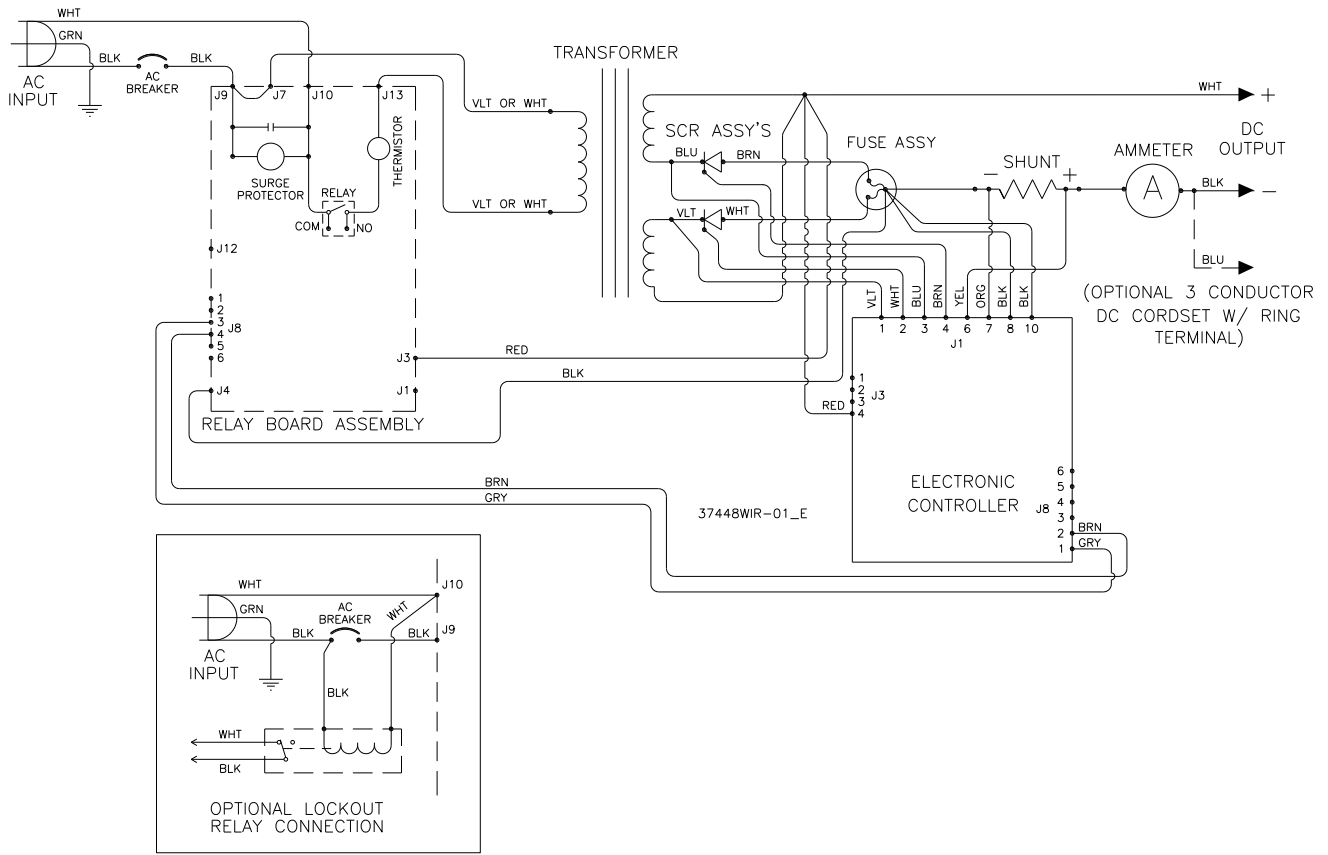 WHT
GRN
BLK
BLK
AC
INPUT
AC
BREAKER
J9
J7
J10
J13
THERMISTOR
SURGE
PROTECTOR
RELAY
COM
NO
J12
1
2
3
4
5
6
J8
J4
J3
J1
RELAY BOARD ASSEMBLY
TRANSFORMER
VLT OR WHT
VLT OR WHT
SCR ASSY'S
BLU
BRN
VLT
WHT
FUSE ASSY
SHUNT
-
+
AMMETER
A
WHT
+
DC
OUTPUT
BLK
-
BLU
(OPTIONAL 3 CONDUCTOR
DC CORDSET W/ RING
TERMINAL)
VLT
WHT
BLU
BRN
YEL
ORG
BLK
BLK
1 2 3 4 6 7 8 10
J1
RED
BLK
1
2
3
4
J3
RED
ELECTRONIC
CONTROLLER
6
5
4
3
2
1
J8
BRN
GRY
BRN
GRY
37448WIR-01_E
WHT
GRN
BLK
AC
INPUT
AC
BREAKER
WHT
BLK
J10
J9
BLK
WHT
BLK
OPTIONAL LOCKOUT
RELAY CONNECTION